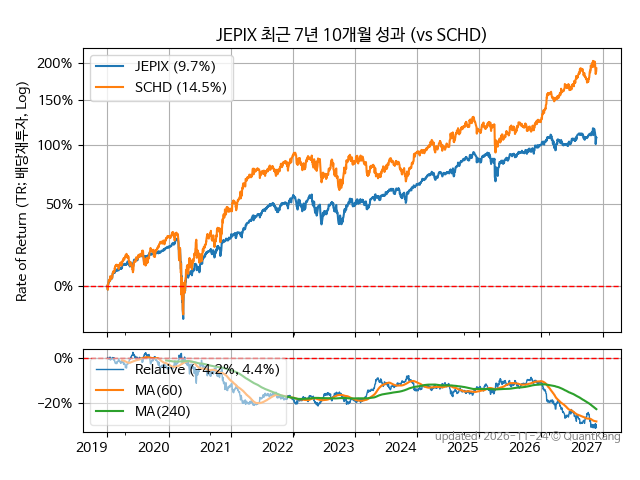 JEPIX 최근 7년 10개월 성과 (vs SCHD)
Rate of Return (TR: 배당재투자, Log)
200%
150%
100%
50%
0%
JEPIX (9.7%)
SCHD (14.5%)
0%
−20%
Relative (−4.2%, 4.4%)
MA(60)
MA(240)
updated: 2026-11-24 © QuantKang
2019 2020 2021 2022 2023 2024 2025 2026 2027